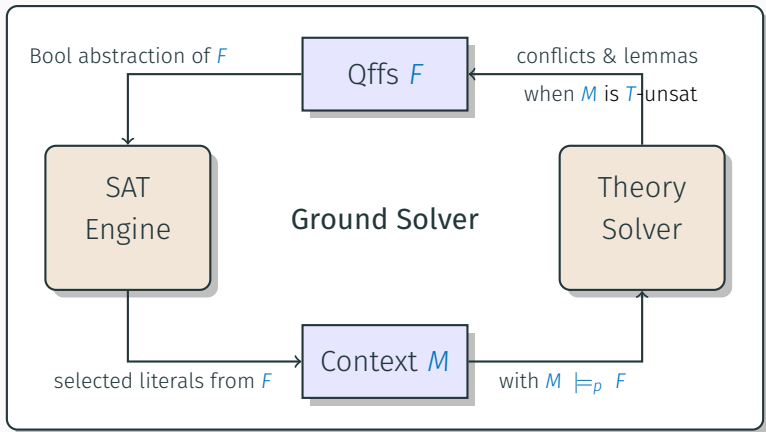 Bool abstraction of F
Qffs F
conflicts & lemmas
when M is T-unsat
SAT
Engine
Ground Solver
Theory
Solver
selected literals from F
Context M
with M ⊨p F